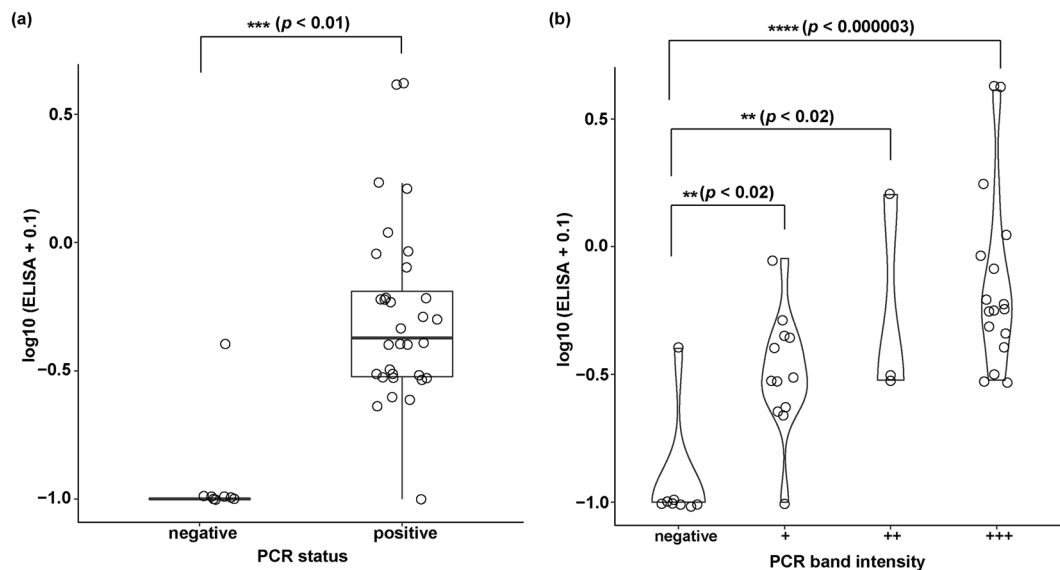 (a)
*** (p < 0.01)
log10 (ELISA + 0.1)
0.5
0.0
−0.5
−1.0
negative
positive
PCR status
(b)
**** (p < 0.000003)
** (p < 0.02)
** (p < 0.02)
log10 (ELISA + 0.1)
0.5
0.0
−0.5
−1.0
negative
+
++
+++
PCR band intensity